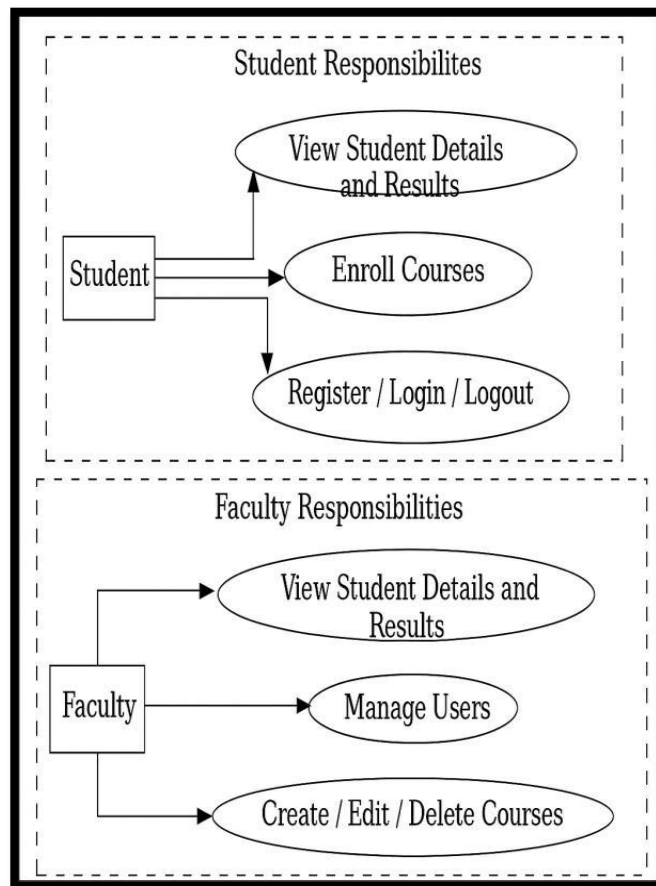 Student Responsibilites
View Student Details
and Results
Student
Enroll Courses
Register / Login / Logout
Faculty Responsibilities
View Student Details and
Results
Faculty
Manage Users
Create / Edit / Delete Courses